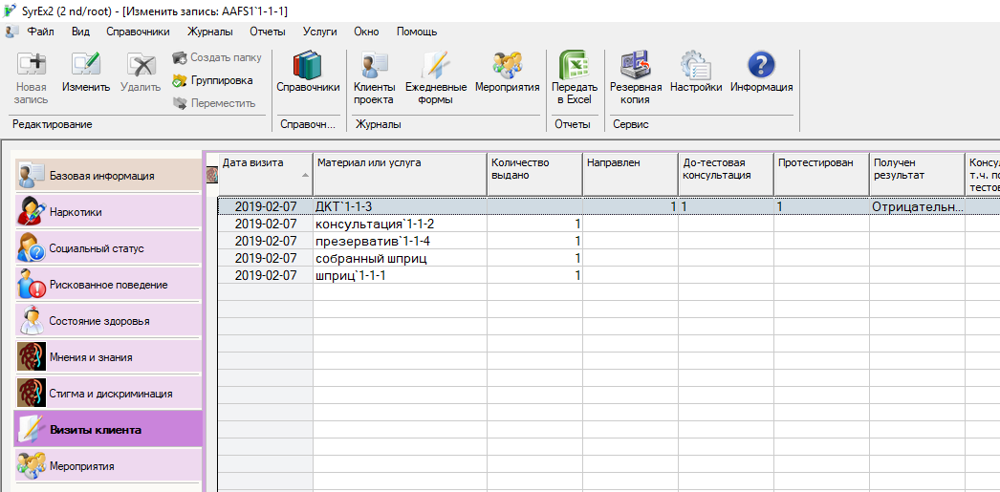 SyrEx2 (2 nd/root) - [Изменить запись: AAFS1`1-1-1]
Файл Вид Справочники Журналы Отчеты Услуги Окно Помощь
Новая запись
Изменить
Удалить
Создать папку
Группировка
Переместить
Справочники
Клиенты проекта
Ежедневные формы
Мероприятия
Передать в Excel
Резервная копия
Настройки
Информация
Редактирование
Справочн...
Журналы
Отчеты
Сервис
Базовая информация
Наркотики
Социальный статус
Рискованное поведение
Состояние здоровья
Мнения и знания
Стигма и дискриминация
Визиты клиента
Мероприятия
Дата визита Материал или услуга Количество выдано Направлен До-тестовая консультация Протестирован Получен результат Консу т.ч. по тесто
2019-02-07 ДКТ`1-1-3 1 1 1 Отрицательн...
2019-02-07 консультация`1-1-2 1
2019-02-07 презерватив`1-1-4 1
2019-02-07 собранный шприц 1
2019-02-07 шприц`1-1-1 1